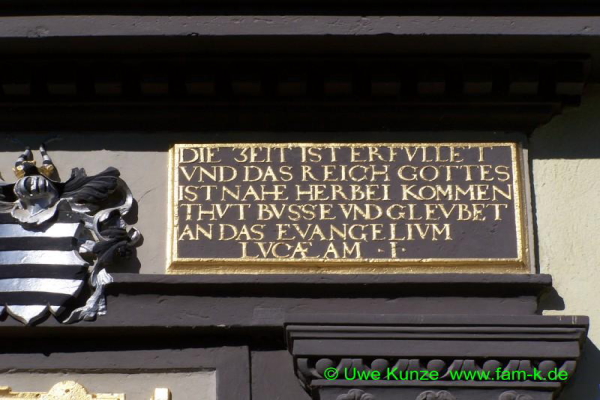 DIE ZEIT IST ERFVLLET
VND DAS REICH GOTTES
IST NAHE HERBEI KOMMEN
THVT BVSSE VND GLEVBET
AN DAS EVANGELIVM
LVCÆ AM · I ·
© Uwe Kunze www.fam-k.de